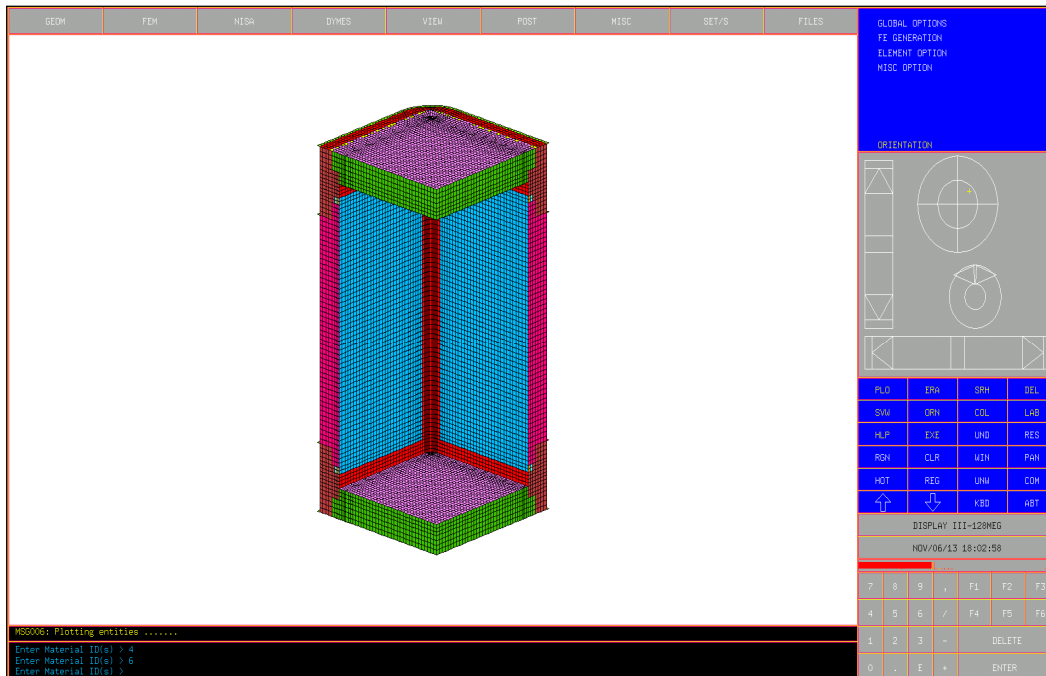 GEOM FEM NISA DYMES VIEW POST MISC SET/S FILES
GLOBAL OPTIONS
FE GENERATION
ELEMENT OPTION
MISC OPTION
ORIENTATION
PLO ERA SRH DEL
SVW ORN COL LAB
HLP EXE UND RES
RGN CLR WIN PAN
HOT REG UNW COM
KBD ABT
DISPLAY III-128MEG
NOV/06/13 18:02:58
7 8 9 , F1 F2 F3
4 5 6 / F4 F5 F6
1 2 3 - DELETE
0 . E + ENTER
MSG006: Plotting entities .......
Enter Material ID(s) > 4
Enter Material ID(s) > 6
Enter Material ID(s) >